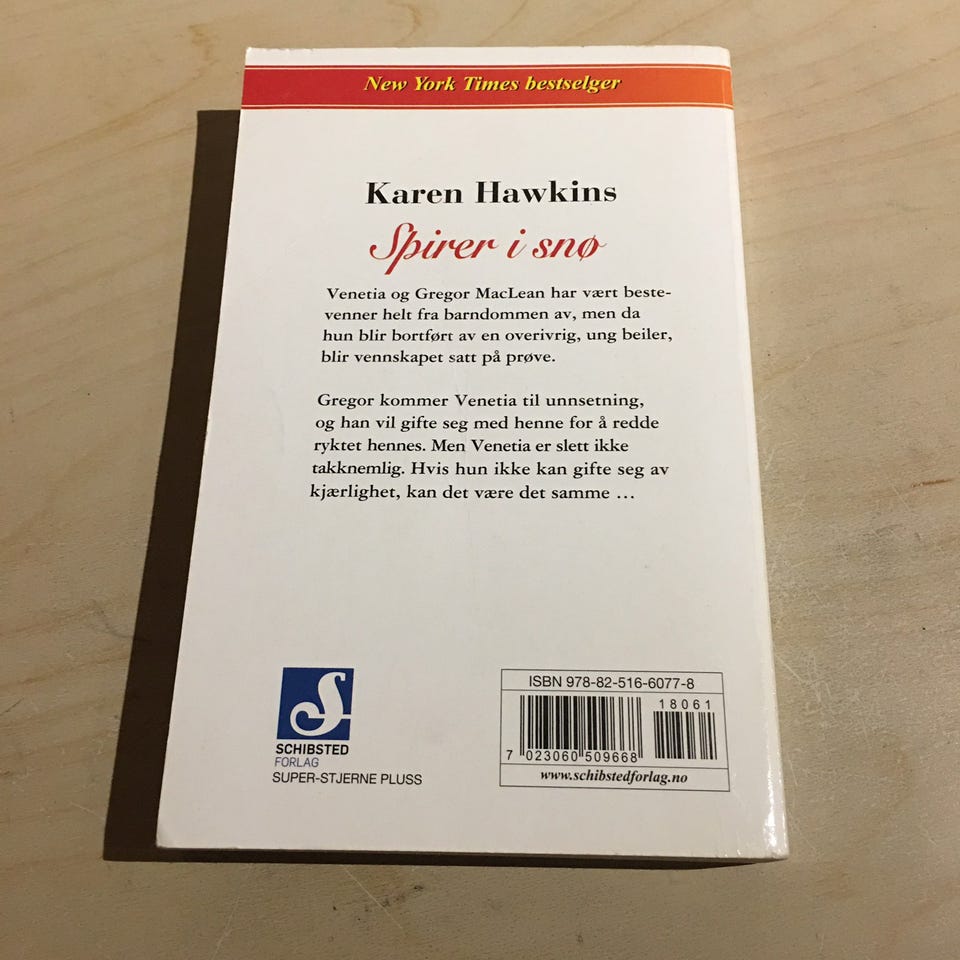 New York Times bestselger
Karen Hawkins
Spirer i snø
Venetia og Gregor MacLean har vært beste-
venner helt fra barndommen av, men da
hun blir bortført av en overivrig, ung beiler,
blir vennskapet satt på prøve.
Gregor kommer Venetia til unnsetning,
og han vil gifte seg med henne for å redde
ryktet hennes. Men Venetia er slett ikke
takknemlig. Hvis hun ikke kan gifte seg av
kjærlighet, kan det være det samme ...
S
SCHIBSTED
FORLAG
SUPER-STJERNE PLUSS
ISBN 978-82-516-6077-8
18061
7 023060 509668
www.schibstedforlag.no